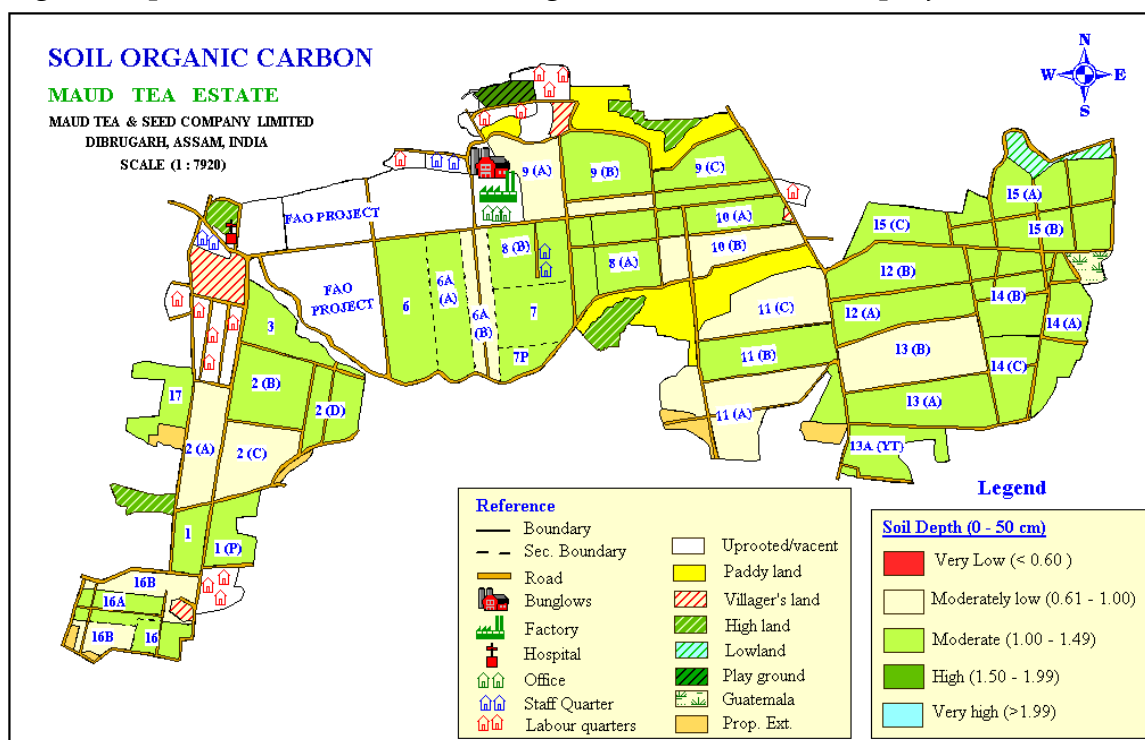 SOIL ORGANIC CARBON
MAUD TEA ESTATE
MAUD TEA & SEED COMPANY LIMITED
DIBRUGARH, ASSAM, INDIA
SCALE (1 : 7920)
N
W E
S
9 (A)
9 (B)
9 (C)
FAO PROJECT
10 (A)
10 (B)
8 (B)
8 (A)
15 (A)
15 (B)
15 (C)
12 (B)
12 (A)
14 (B)
14 (A)
14 (C)
13 (B)
13 (A)
13A (YT)
FAO
PROJECT
6
6A
(A)
6A
(B)
7
7P
11 (C)
11 (B)
11 (A)
3
2 (B)
2 (D)
17
2 (A)
2 (C)
1
1 (P)
16B
16A
16B
16
Reference
Boundary
Sec. Boundary
Road
Bunglows
Factory
Hospital
Office
Staff Quarter
Labour quarters
Uprooted/vacent
Paddy land
Villager's land
High land
Lowland
Play ground
Guatemala
Prop. Ext.
Legend
Soil Depth (0 - 50 cm)
Very Low (< 0.60 )
Moderately low (0.61 - 1.00)
Moderate (1.00 - 1.49)
High (1.50 - 1.99)
Very high (>1.99)